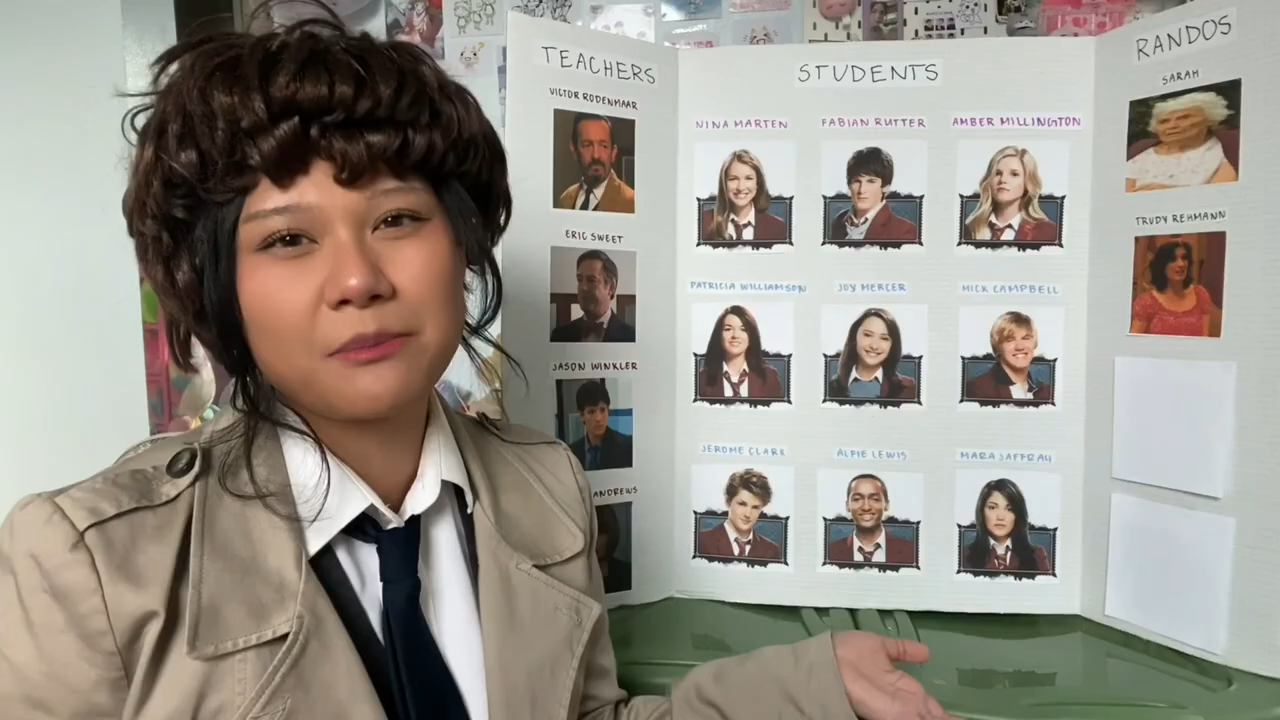 TEACHERS
VICTOR RODENMAAR
ERIC SWEET
JASON WINKLER
ANDREWS
STUDENTS
NINA MARTEN
FABIAN RUTTER
AMBER MILLINGTON
PATRICIA WILLIAMSON
JOY MERCER
MICK CAMPBELL
JEROME CLARK
ALFIE LEWIS
MARA JAFFRAY
RANDOS
SARAH
TRUDY REHMANN